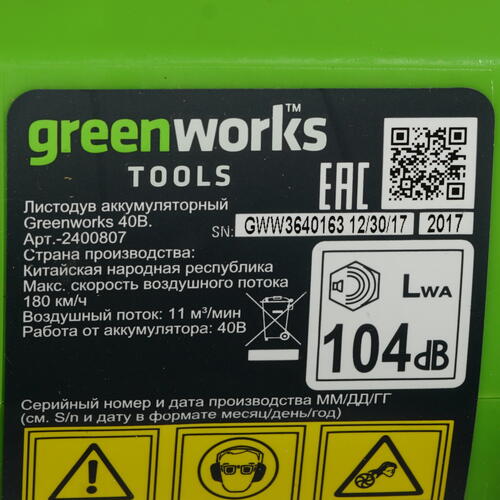 greenworks™
TOOLS
EAC
Листодув аккумуляторный
Greenworks 40В.
Арт.-2400807
SN: GWW3640163 12/30/17 2017
Страна производства:
Китайская народная республика
Макс. скорость воздушного потока
180 км/ч
Воздушный поток: 11 м³/мин
Работа от аккумулятора: 40В
LWA
104dB
Серийный номер и дата производства ММ/ДД/ГГ
(см. S/n и дату в формате месяц/день/год)